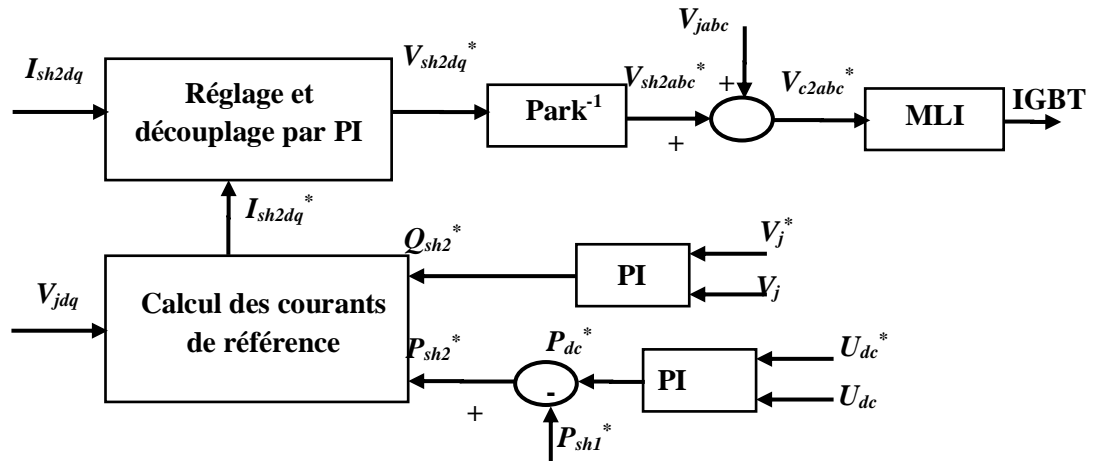 V_jabc
I_sh2dq
Réglage et
découplage par PI
V_sh2dq*
Park⁻¹
V_sh2abc*
+
+
V_c2abc*
MLI
IGBT
I_sh2dq*
V_jdq
Calcul des courants
de référence
Q_sh2*
PI
V_j*
V_j
P_sh2*
+
-
P_dc*
PI
U_dc*
U_dc
P_sh1*